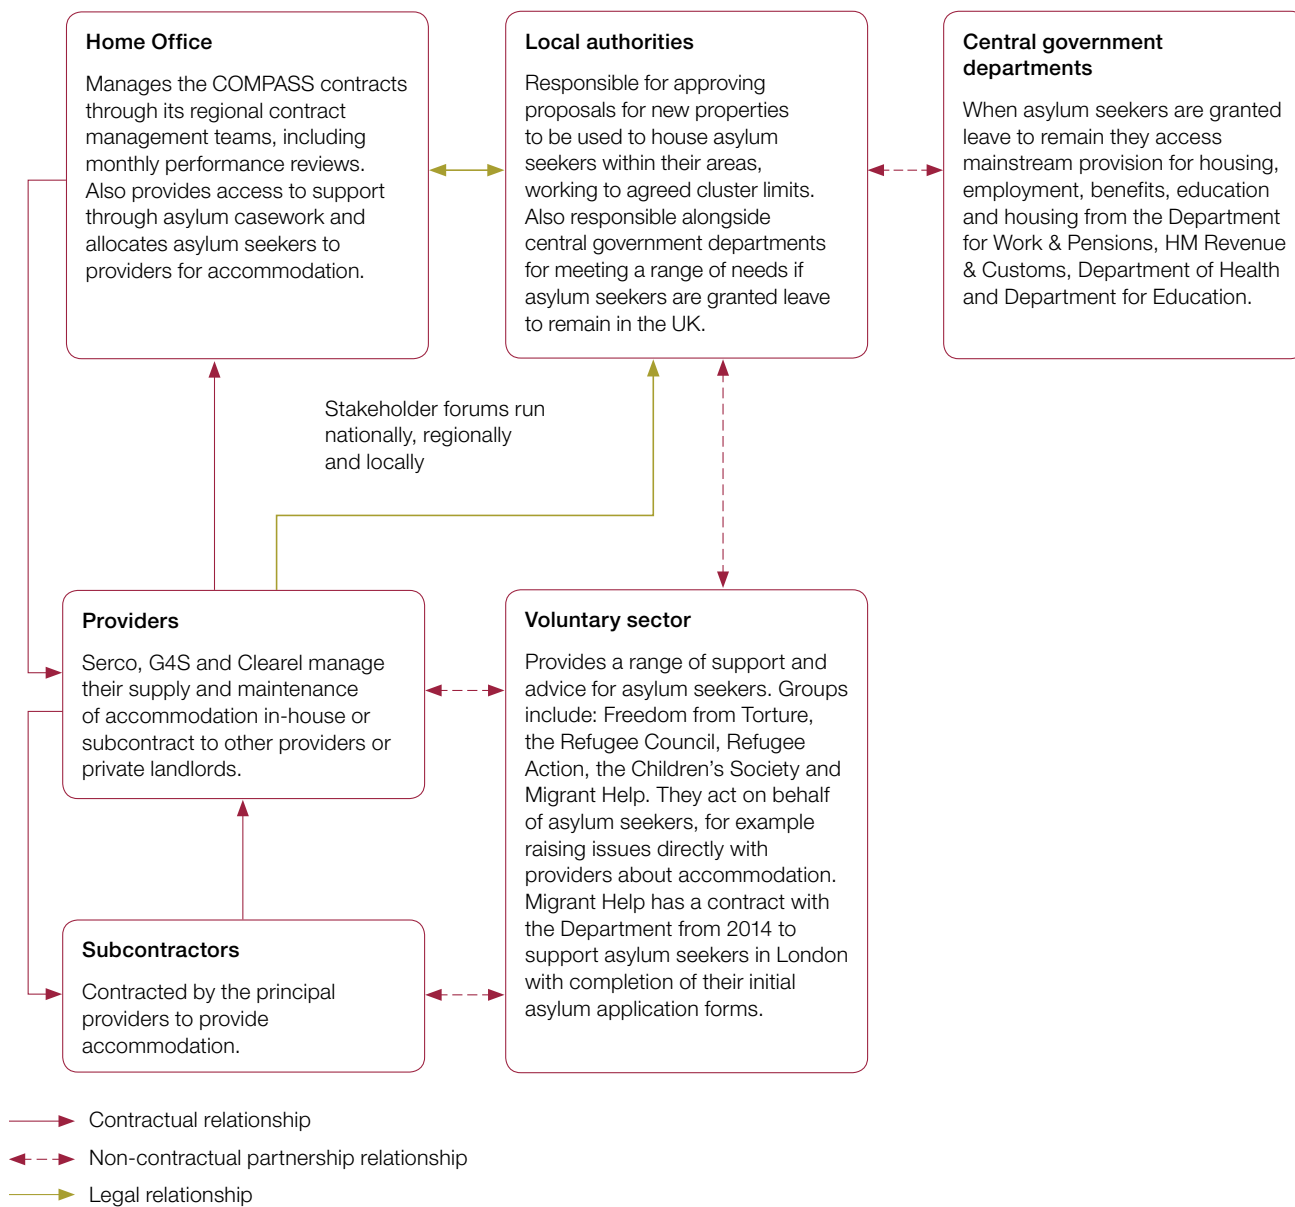 Home Office
Manages the COMPASS contracts
through its regional contract
management teams, including
monthly performance reviews.
Also provides access to support
through asylum casework and
allocates asylum seekers to
providers for accommodation.
Local authorities
Responsible for approving
proposals for new properties
to be used to house asylum
seekers within their areas,
working to agreed cluster limits.
Also responsible alongside
central government departments
for meeting a range of needs if
asylum seekers are granted leave
to remain in the UK.
Central government
departments
When asylum seekers are granted
leave to remain they access
mainstream provision for housing,
employment, benefits, education
and housing from the Department
for Work & Pensions, HM Revenue
& Customs, Department of Health
and Department for Education.
Stakeholder forums run
nationally, regionally
and locally
Providers
Serco, G4S and Clearel manage
their supply and maintenance
of accommodation in-house or
subcontract to other providers or
private landlords.
Voluntary sector
Provides a range of support and
advice for asylum seekers. Groups
include: Freedom from Torture,
the Refugee Council, Refugee
Action, the Children’s Society and
Migrant Help. They act on behalf
of asylum seekers, for example
raising issues directly with
providers about accommodation.
Migrant Help has a contract with
the Department from 2014 to
support asylum seekers in London
with completion of their initial
asylum application forms.
Subcontractors
Contracted by the principal
providers to provide
accommodation.
Contractual relationship
Non-contractual partnership relationship
Legal relationship